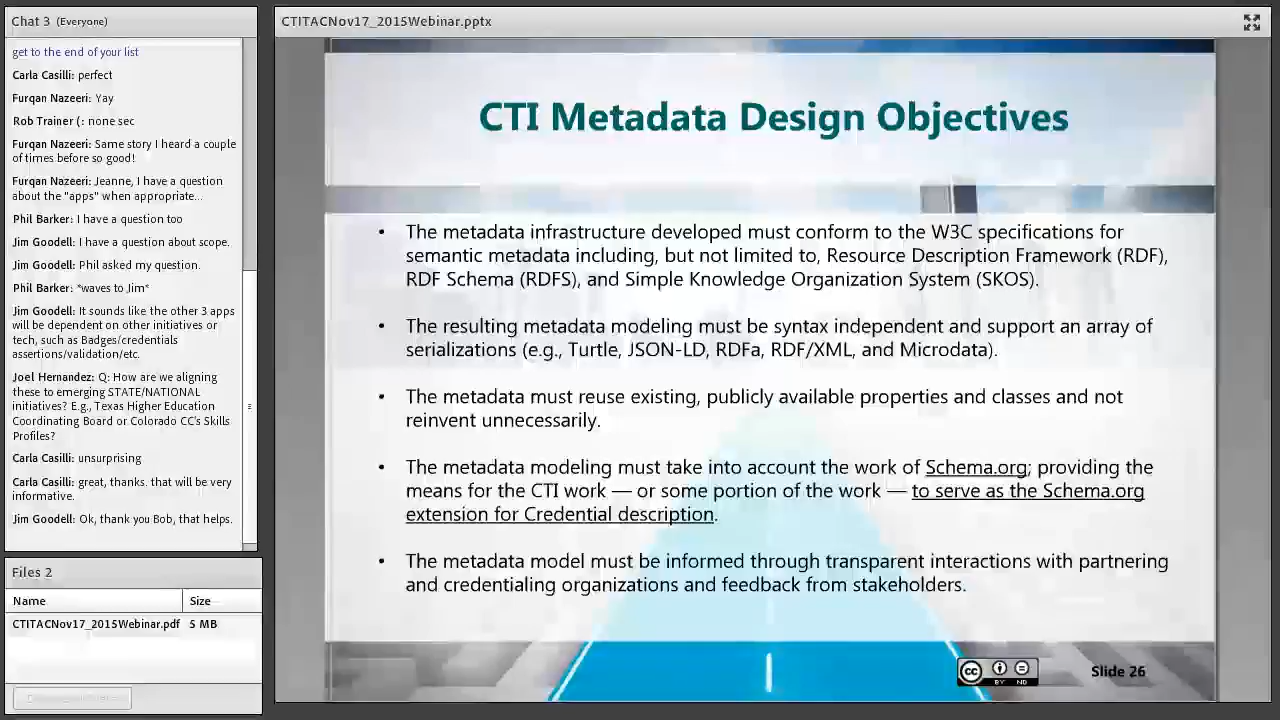 Chat 3 (Everyone)
get to the end of your list
Carla Casilli: perfect
Furqan Nazeeri: Yay
Rob Trainer (: none sec
Furqan Nazeeri: Same story I heard a couple
of times before so good!
Furqan Nazeeri: Jeanne, I have a question
about the "apps" when appropriate...
Phil Barker: I have a question too
Jim Goodell: I have a question about scope.
Jim Goodell: Phil asked my question.
Phil Barker: *waves to Jim*
Jim Goodell: It sounds like the other 3 apps
will be dependent on other initiatives or
tech, such as Badges/credentials
assertions/validation/etc.
Joel Hernandez: Q: How are we aligning
these to emerging STATE/NATIONAL
initiatives? E.g., Texas Higher Education
Coordinating Board or Colorado CC's Skills
Profiles?
Carla Casilli: unsurprising
Carla Casilli: great, thanks. that will be very
informative.
Jim Goodell: Ok, thank you Bob, that helps.
Files 2
Name Size
CTITACNov17_2015Webinar.pdf 5 MB
CTITACNov17_2015Webinar.pptx
CTI Metadata Design Objectives
• The metadata infrastructure developed must conform to the W3C specifications for
semantic metadata including, but not limited to, Resource Description Framework (RDF),
RDF Schema (RDFS), and Simple Knowledge Organization System (SKOS).
• The resulting metadata modeling must be syntax independent and support an array of
serializations (e.g., Turtle, JSON-LD, RDFa, RDF/XML, and Microdata).
• The metadata must reuse existing, publicly available properties and classes and not
reinvent unnecessarily.
• The metadata modeling must take into account the work of Schema.org; providing the
means for the CTI work — or some portion of the work — to serve as the Schema.org
extension for Credential description.
• The metadata model must be informed through transparent interactions with partnering
and credentialing organizations and feedback from stakeholders.
cc BY ND
Slide 26